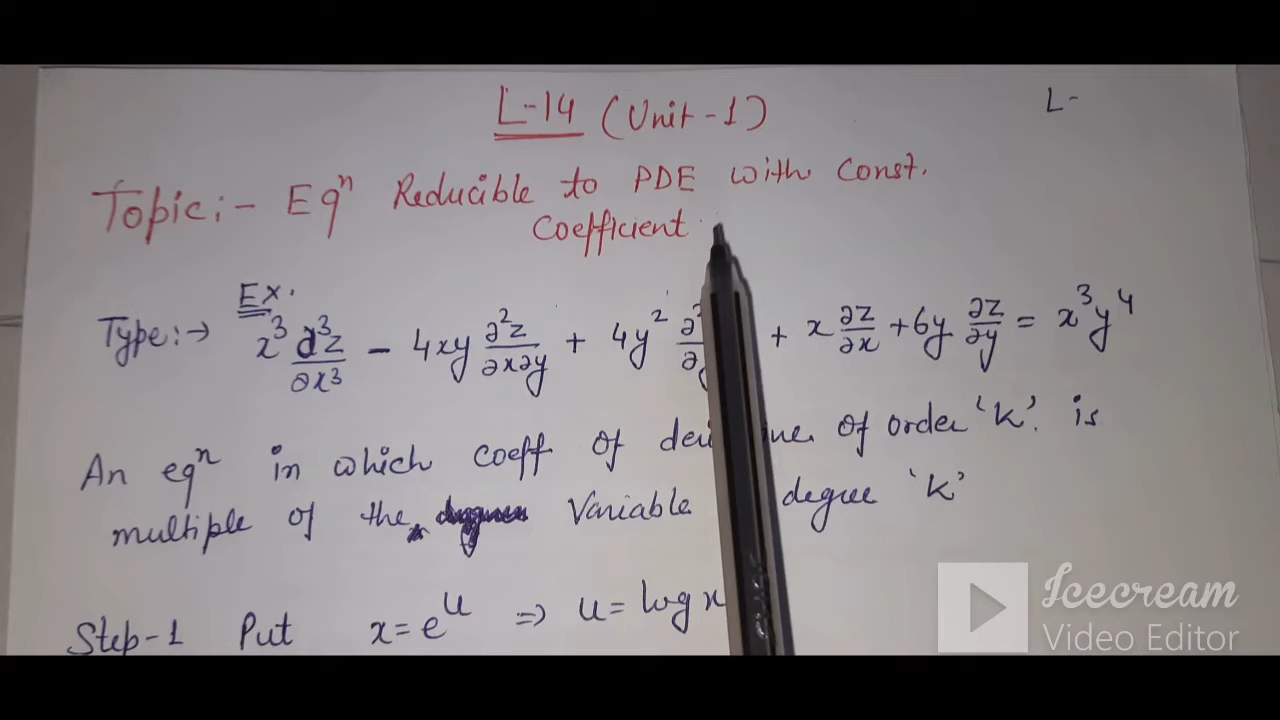 L-14 (Unit-1)
L-
Topic:- Eqⁿ Reducible to PDE with Const.
Coefficient
Ex.
Type:→ x³ ∂³z/∂x³ - 4xy ∂²z/∂x∂y + 4y² + x ∂z/∂x + 6y ∂z/∂y = x³y⁴
An eqⁿ in which coeff of of order 'K'. is
multiple of the Variable degree 'K'
Step-1 Put x=e^u ⇒ u=log x
Icecream
Video Editor